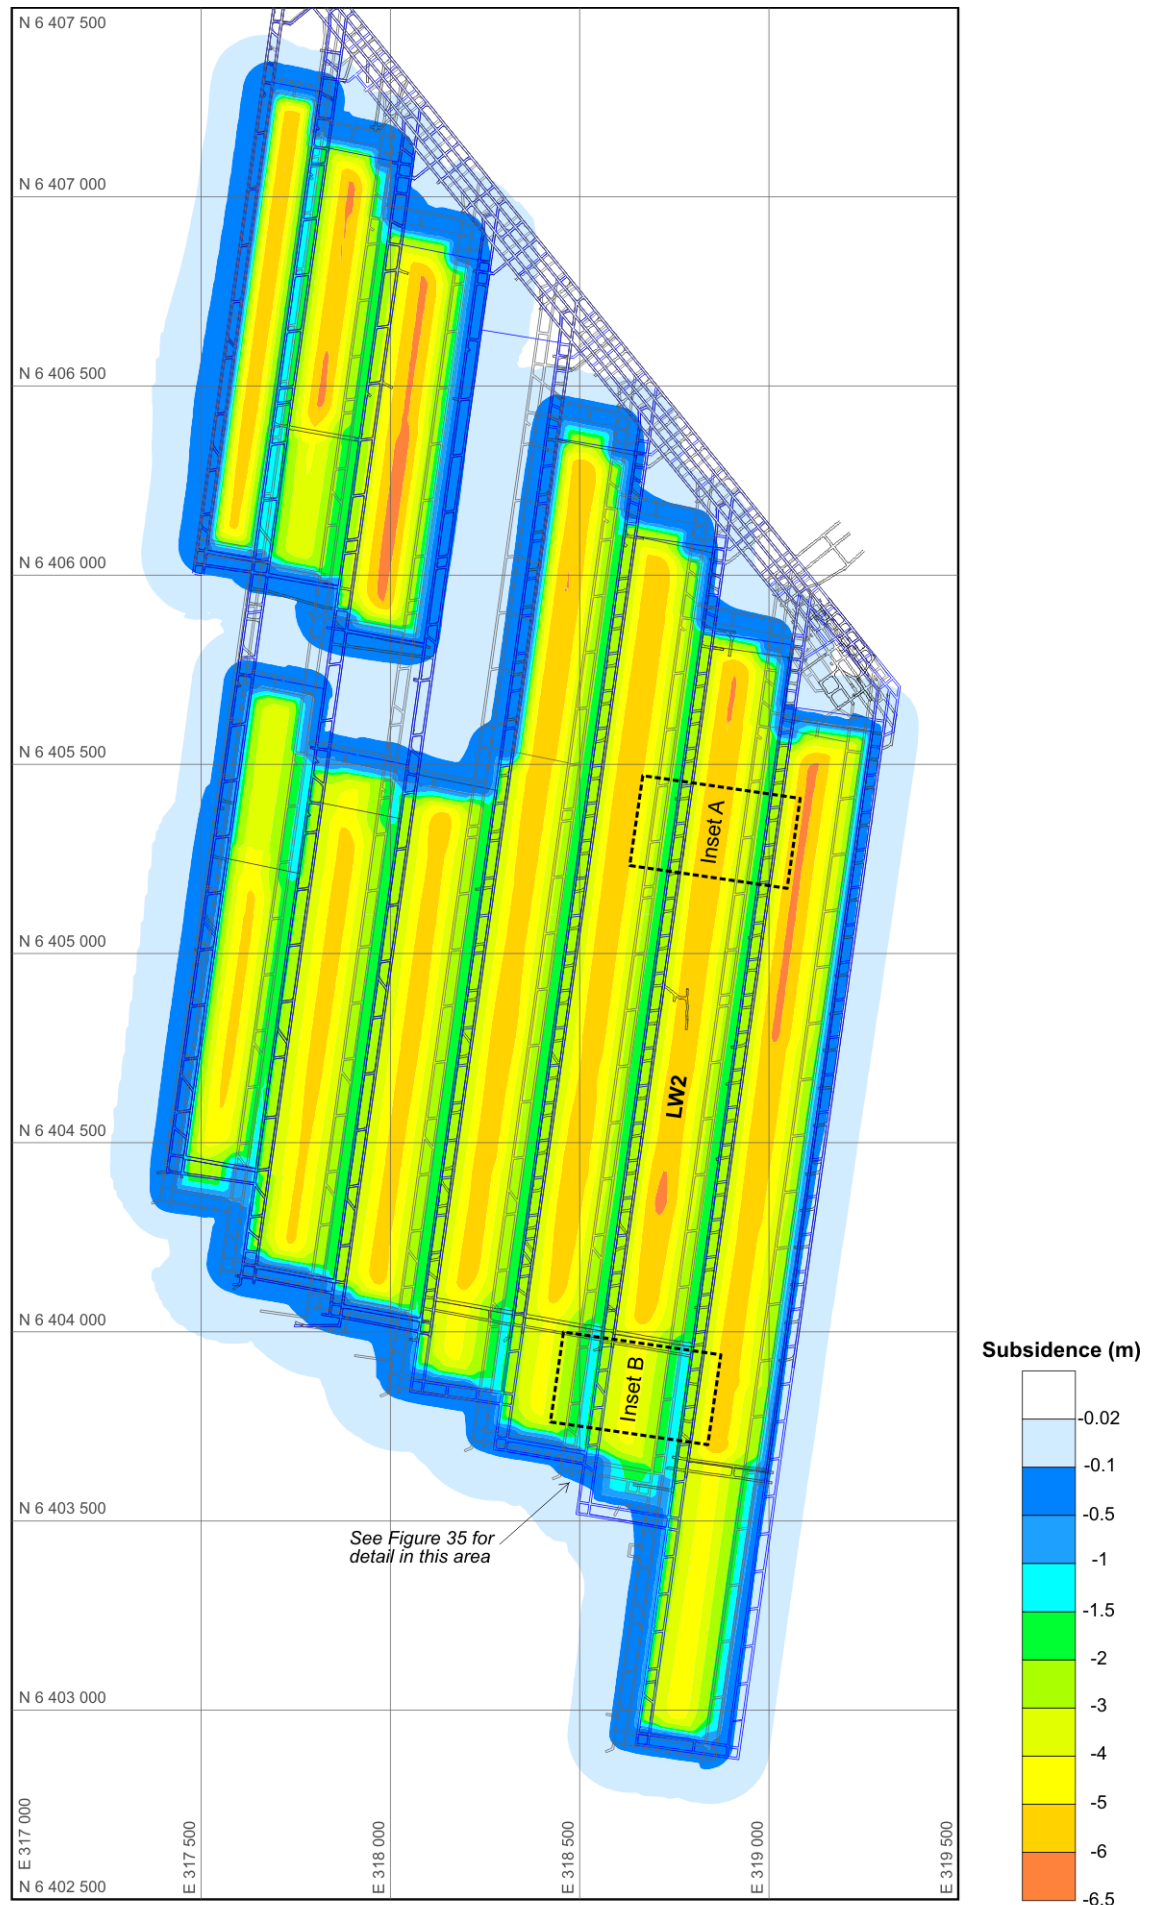 N 6 407 500
N 6 407 000
N 6 406 500
N 6 406 000
N 6 405 500
Inset A
N 6 405 000
LW2
N 6 404 500
N 6 404 000
Inset B
N 6 403 500
See Figure 35 for
detail in this area
N 6 403 000
N 6 402 500
E 317 000
E 317 500
E 318 000
E 318 500
E 319 000
E 319 500
Subsidence (m)
-0.02
-0.1
-0.5
-1
-1.5
-2
-3
-4
-5
-6
-6.5